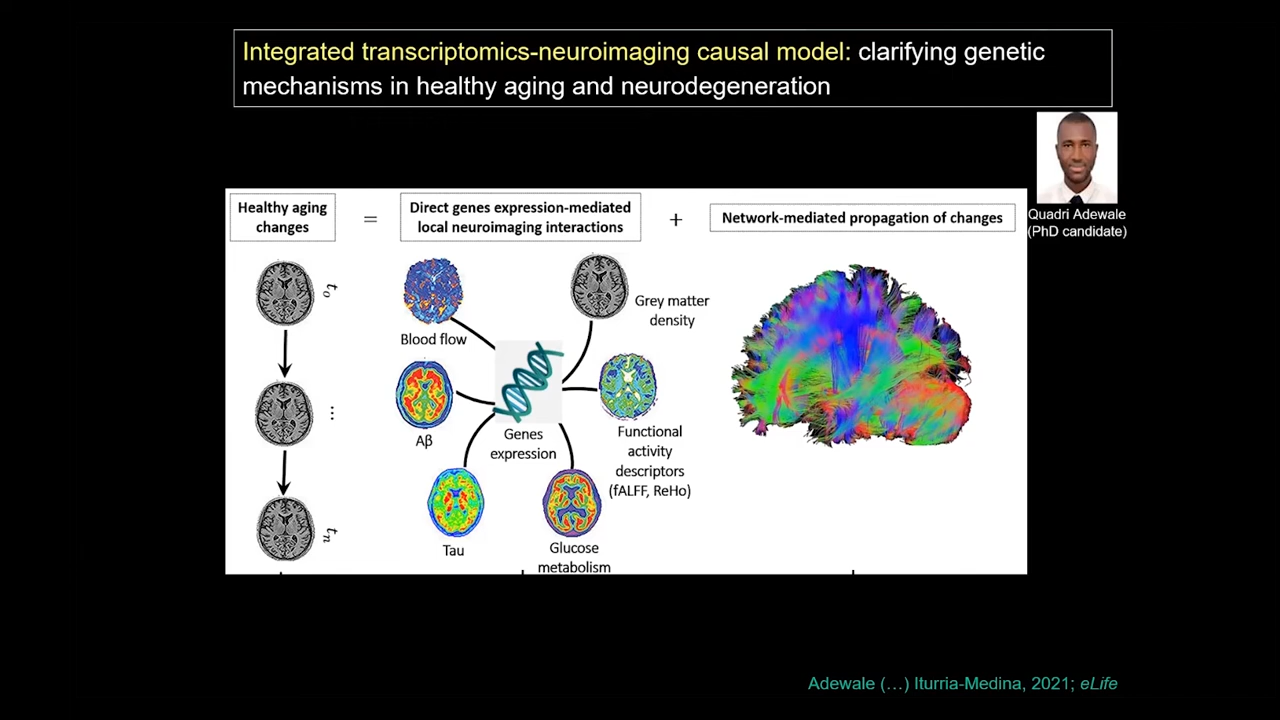 Integrated transcriptomics-neuroimaging causal model: clarifying genetic
mechanisms in healthy aging and neurodegeneration
Quadri Adewale
(PhD candidate)
Healthy aging
changes
=
Direct genes expression-mediated
local neuroimaging interactions
+
Network-mediated propagation of changes
t0
...
tn
Blood flow
Grey matter
density
Aβ
Genes
expression
Functional
activity
descriptors
(fALFF, ReHo)
Tau
Glucose
metabolism
Adewale (…) Iturria-Medina, 2021; eLife